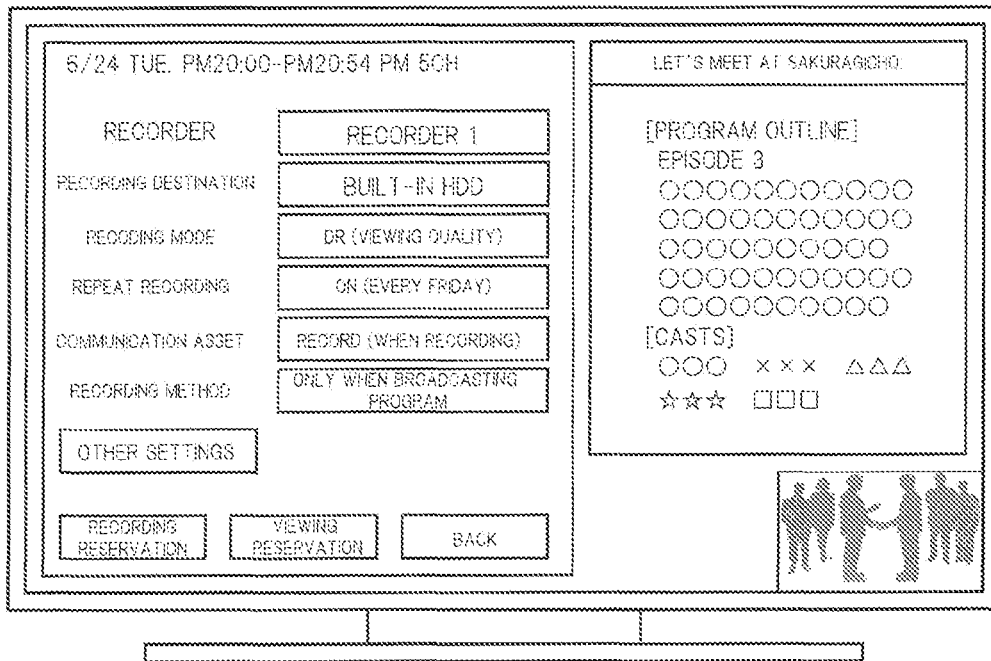 6/24 TUE. PM20:00-PM20:54 PM 5CH
RECORDER
RECORDER 1
RECORDING DESTINATION
BUILT-IN HDD
RECODING MODE
DR (VIEWING QUALITY)
REPEAT RECORDING
ON (EVERY FRIDAY)
COMMUNICATION ASSET
RECORD (WHEN RECORDING)
RECORDING METHOD
ONLY WHEN BROADCASTING
PROGRAM
OTHER SETTINGS
RECORDING
RESERVATION
VIEWING
RESERVATION
BACK
LET'S MEET AT SAKURAGICHO.
[PROGRAM OUTLINE]
EPISODE 3
○○○○○○○○○○○
○○○○○○○○○○○
○○○○○○○○○○
○○○○○○○○○○○
○○○○○○○○○○
[CASTS]
○○○ ××× △△△
☆☆☆ □□□